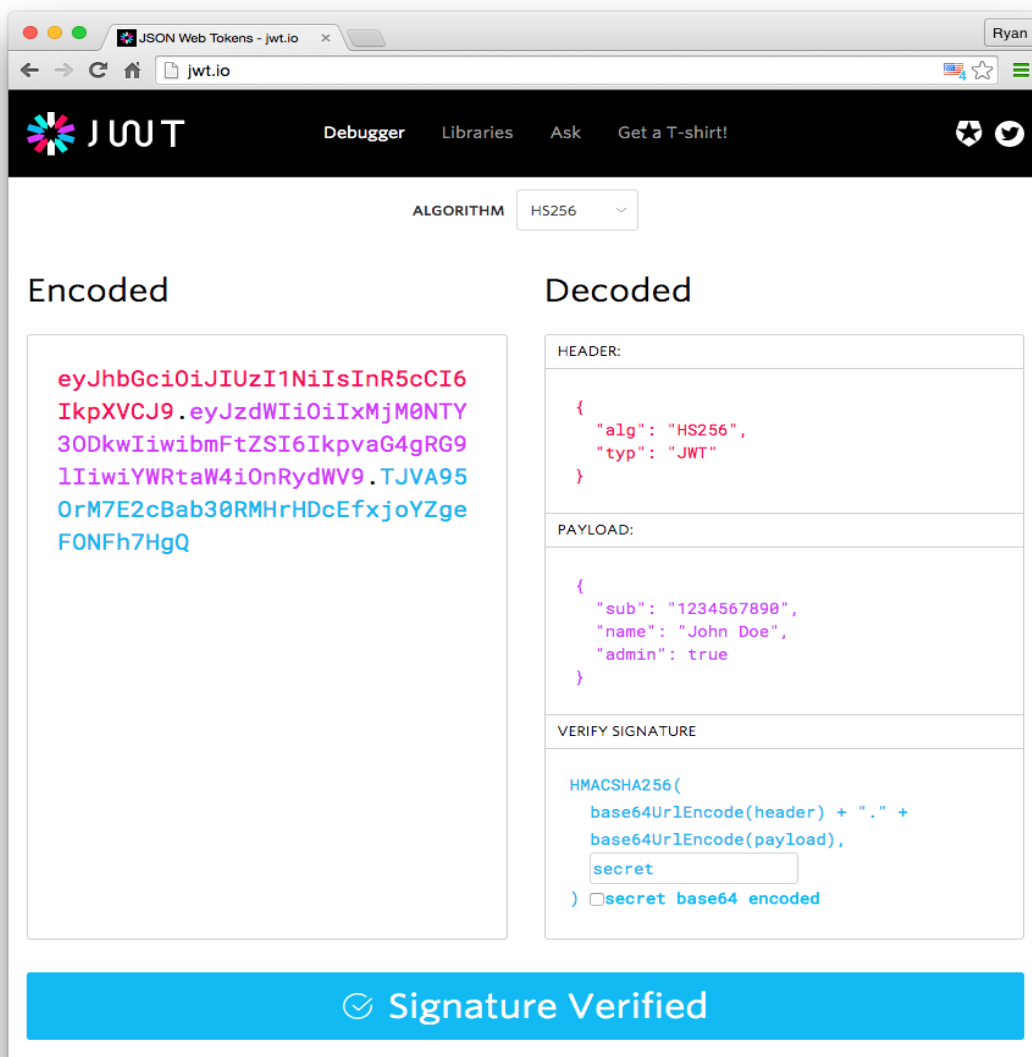 JSON Web Tokens - jwt.io
Ryan
jwt.io
4
JWT Debugger Libraries Ask Get a T-shirt!
ALGORITHM HS256
Encoded
eyJhbGciOiJIUzI1NiIsInR5cCI6
IkpXVCJ9.eyJzdWIiOiIxMjM0NTY
3ODkwIiwibmFtZSI6IkpvaG4gRG9
lIiwiYWRtaW4iOnRydWV9.TJVA95
OrM7E2cBab30RMHrHDcEfxjoYZge
FONFh7HgQ
Decoded
HEADER:
{
"alg": "HS256",
"typ": "JWT"
}
PAYLOAD:
{
"sub": "1234567890",
"name": "John Doe",
"admin": true
}
VERIFY SIGNATURE
HMACSHA256(
base64UrlEncode(header) + "." +
base64UrlEncode(payload),
secret
) secret base64 encoded
Signature Verified